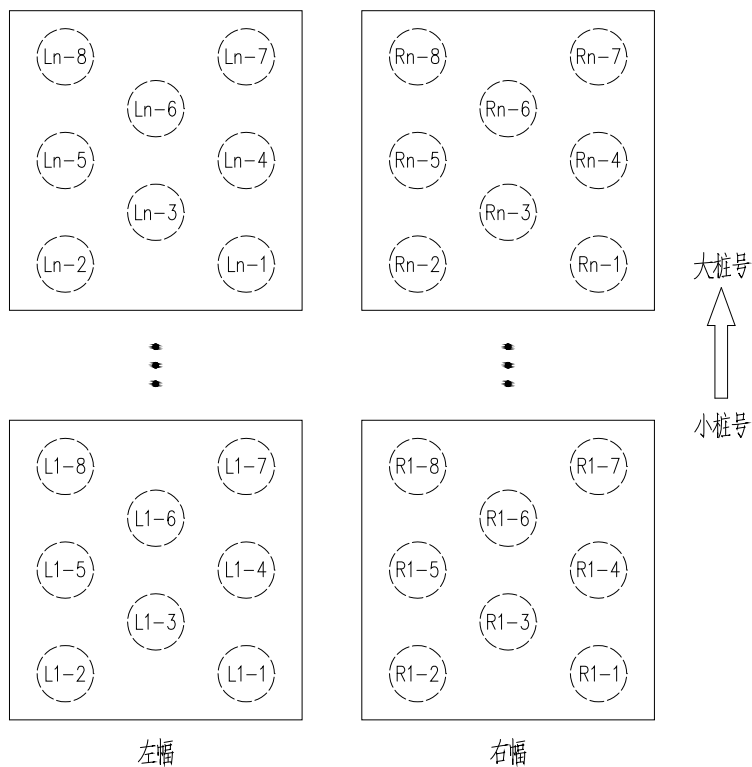 Ln-8 Ln-7 Rn-8 Rn-7
Ln-6 Rn-6
Ln-5 Ln-4 Rn-5 Rn-4
Ln-3 Rn-3
Ln-2 Ln-1 Rn-2 Rn-1
大桩号
小桩号
L1-8 L1-7 R1-8 R1-7
L1-6 R1-6
L1-5 L1-4 R1-5 R1-4
L1-3 R1-3
L1-2 L1-1 R1-2 R1-1
左幅 右幅